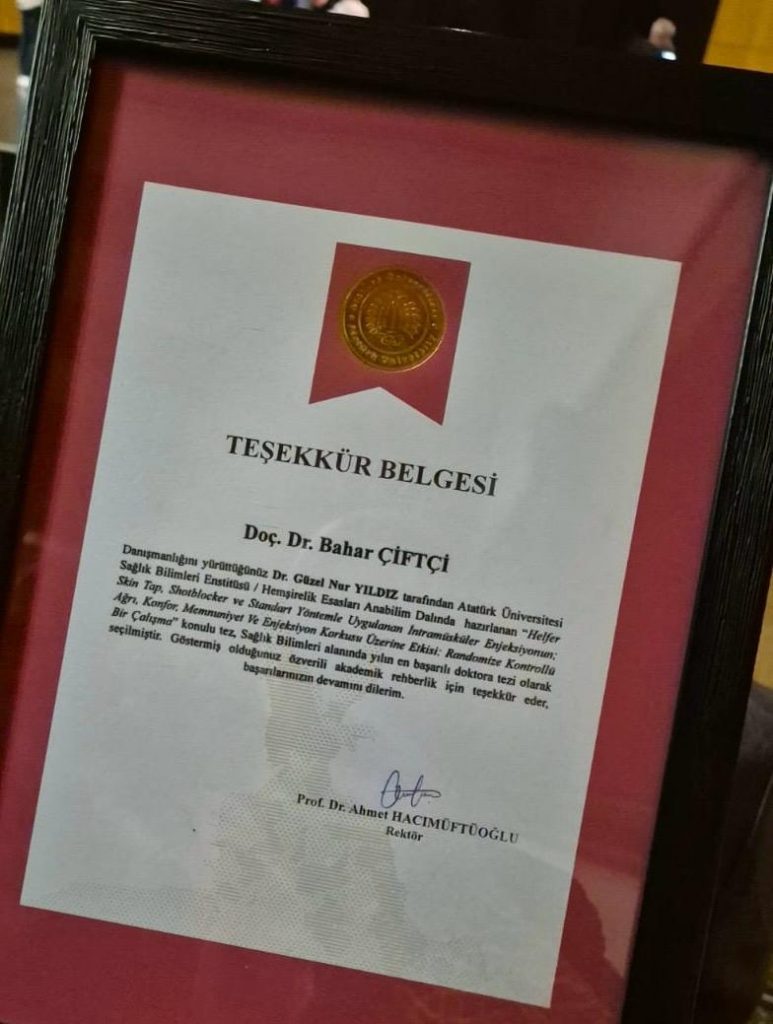 TEŞEKKÜR BELGESİ
Doç. Dr. Bahar ÇİFTÇİ
Danışmanlığını yürüttüğünüz Dr. Güzel Nur YILDIZ tarafından Atatürk Üniversitesi
Sağlık Bilimleri Enstitüsü / Hemşirelik Esasları Anabilim Dalında hazırlanan "Helfer
Skin Tap, Shotblocker ve Standart Yöntemle Uygulanan İntramüsküler Enjeksiyonun;
Ağrı, Konfor, Memnuniyet Ve Enjeksiyon Korkusu Üzerine Etkisi; Randomize Kontrollü
Bir Çalışma" konulu tez, Sağlık Bilimleri alanında yılın en başarılı doktora tezi olarak
seçilmiştir. Göstermiş olduğunuz özverili akademik rehberlik için teşekkür eder,
başarılarınızın devamını dilerim.
Prof. Dr. Ahmet HACIMÜFTÜOĞLU
Rektör